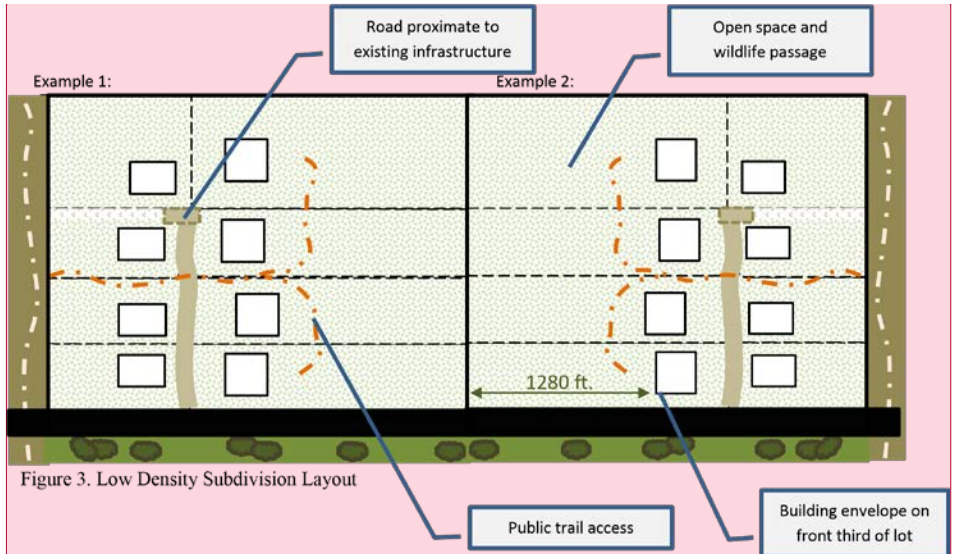 Road proximate to
existing infrastructure
Open space and
wildlife passage
Example 1:
Example 2:
1280 ft.
Figure 3. Low Density Subdivision Layout
Public trail access
Building envelope on
front third of lot